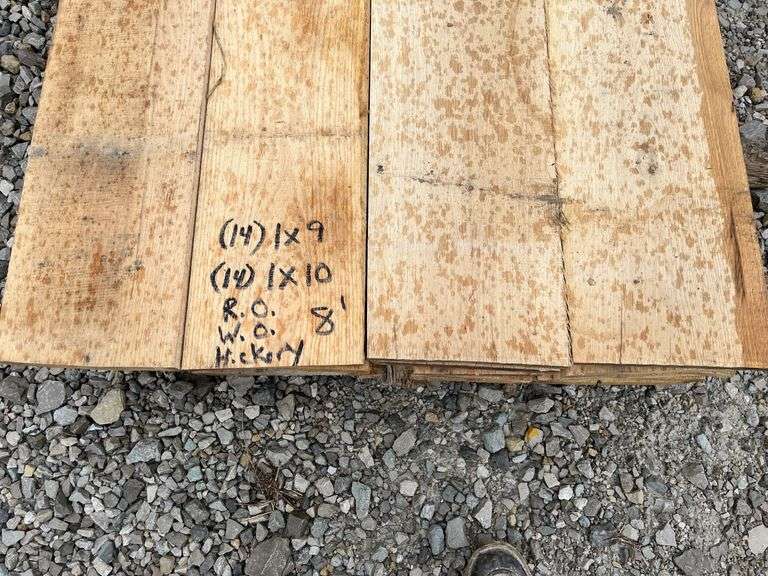 (14) 1x9
(14) 1x10
R.O.
W.O. 8'
Hickory